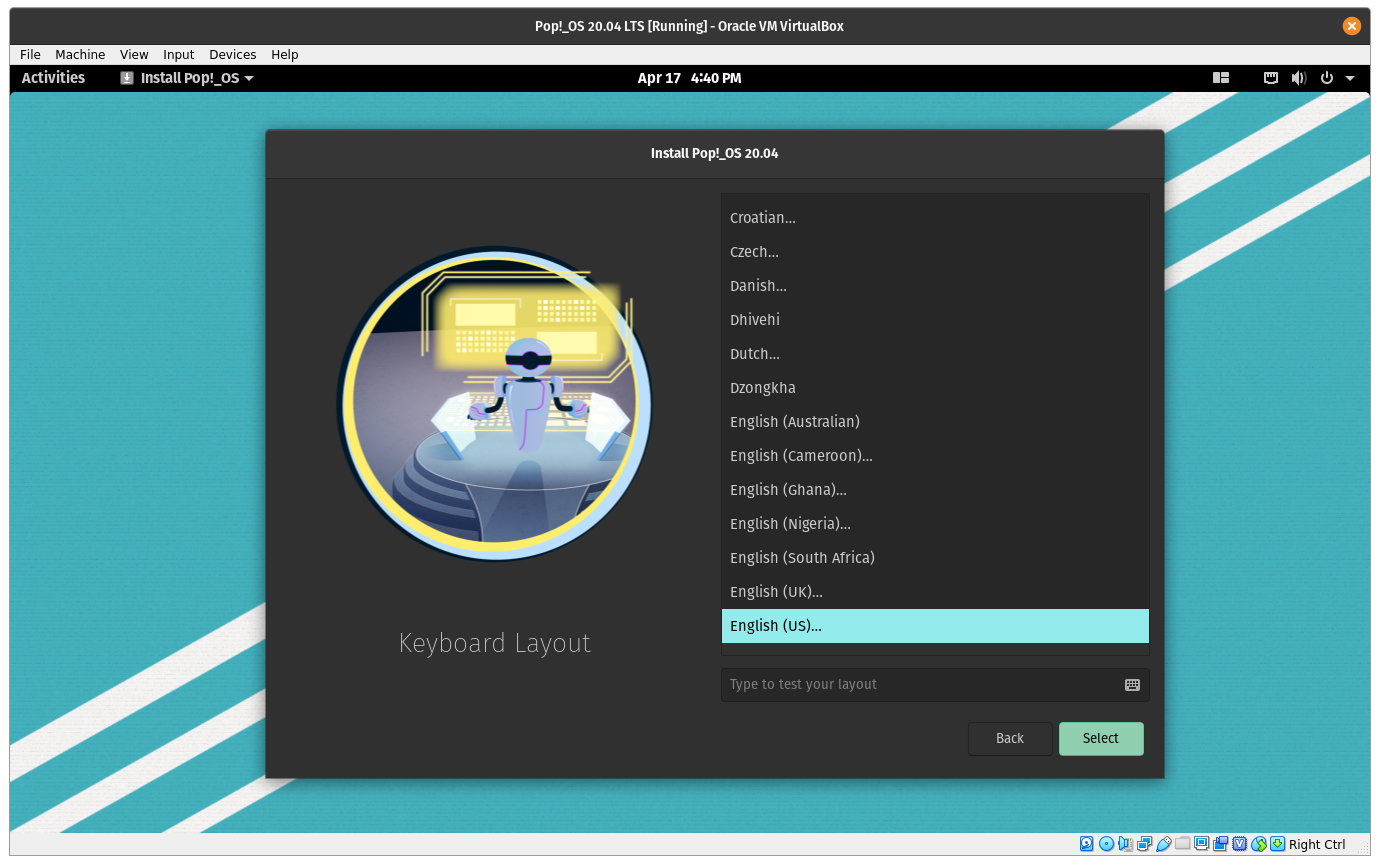 Pop!_OS 20.04 LTS [Running] - Oracle VM VirtualBox
File Machine View Input Devices Help
Activities Install Pop!_OS Apr 17 4:40 PM
Install Pop!_OS 20.04
Croatian...
Czech...
Danish...
Dhivehi
Dutch...
Dzongkha
English (Australian)
English (Cameroon)...
English (Ghana)...
English (Nigeria)...
English (South Africa)
English (UK)...
English (US)...
Keyboard Layout
Type to test your layout
Back Select
Right Ctrl